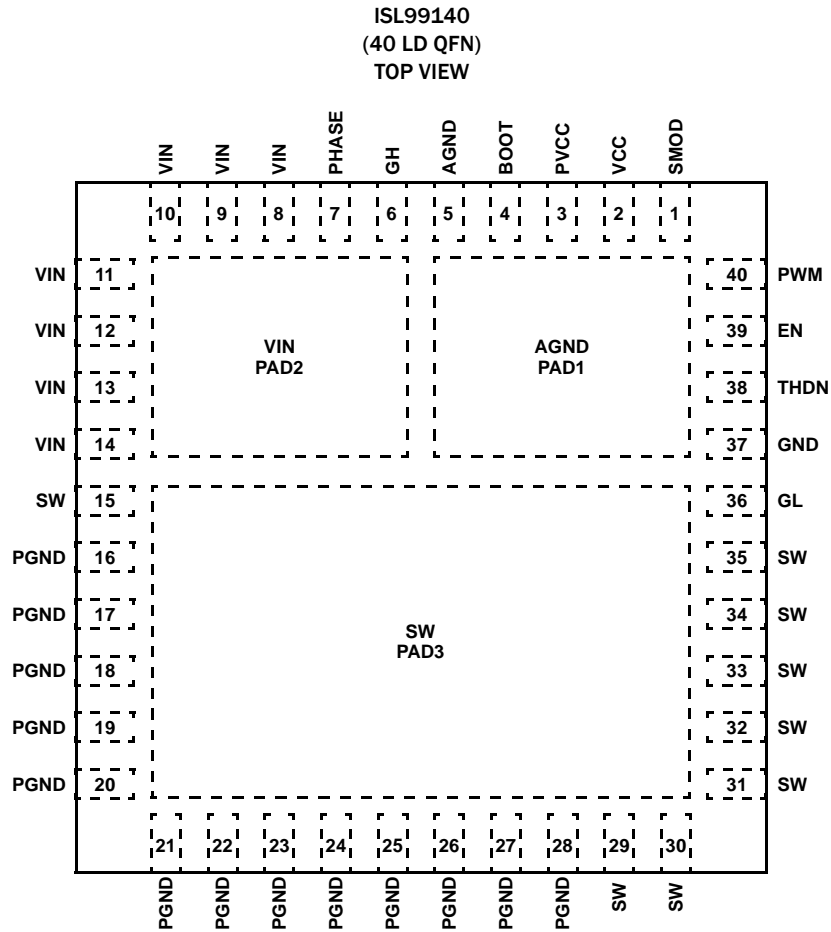 ISL99140
(40 LD QFN)
TOP VIEW
VIN VIN VIN PHASE GH AGND BOOT PVCC VCC SMOD
10 9 8 7 6 5 4 3 2 1
VIN 11
VIN 12
VIN 13
VIN 14
SW 15
PGND 16
PGND 17
PGND 18
PGND 19
PGND 20
VIN
PAD2
AGND
PAD1
SW
PAD3
40 PWM
39 EN
38 THDN
37 GND
36 GL
35 SW
34 SW
33 SW
32 SW
31 SW
21 22 23 24 25 26 27 28 29 30
PGND PGND PGND PGND PGND PGND PGND PGND SW SW